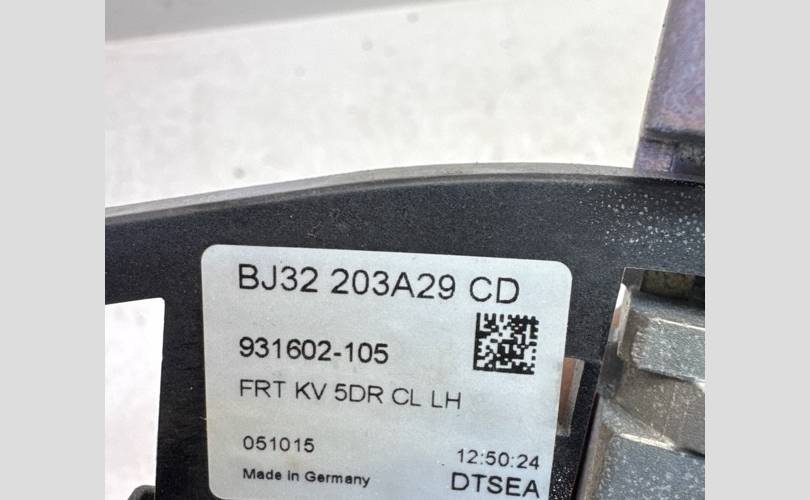 BJ32 203A29 CD
931602-105
FRT KV 5DR CL LH
051015
12:50:24
Made in Germany
DTSEA